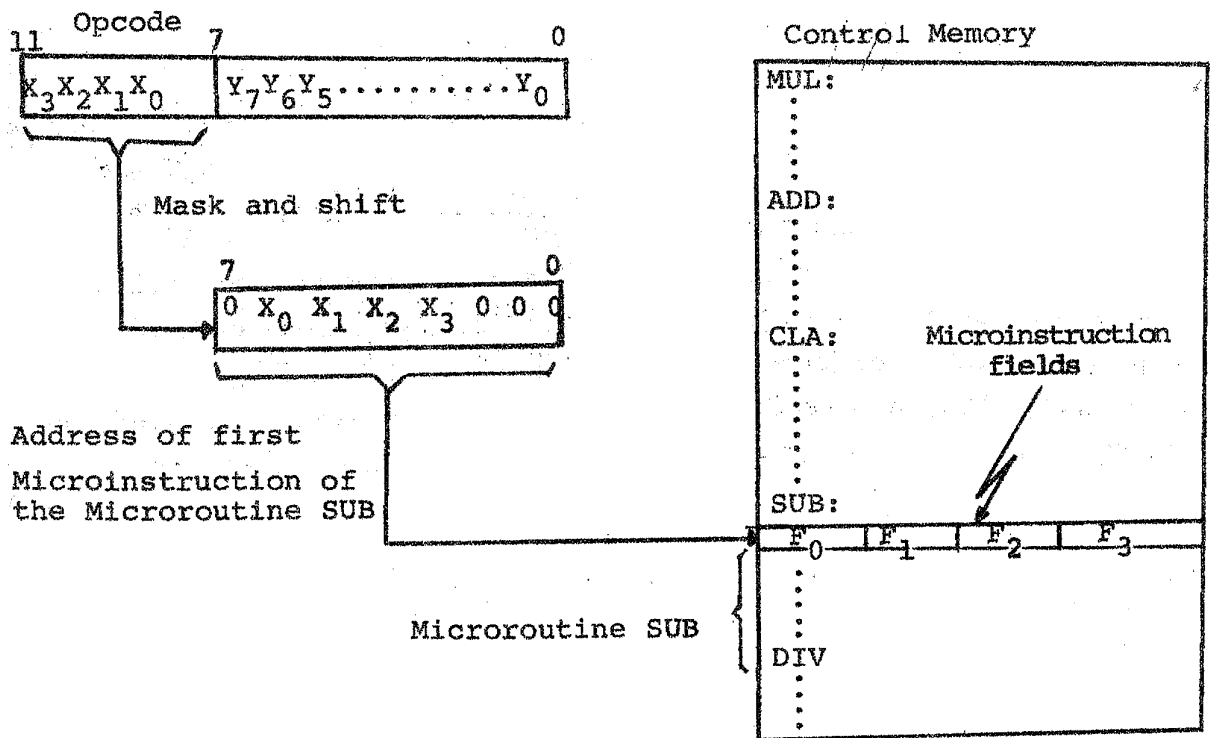 Opcode
11 7 0
X3X2X1X0 Y7Y6Y5..........Y0
Mask and shift
7 0
0 X0 X1 X2 X3 0 0 0
Address of first
Microinstruction of
the Microroutine SUB
Microroutine SUB
Control Memory
MUL:
ADD:
CLA:
Microinstruction
fields
SUB:
F0 F1 F2 F3
DIV